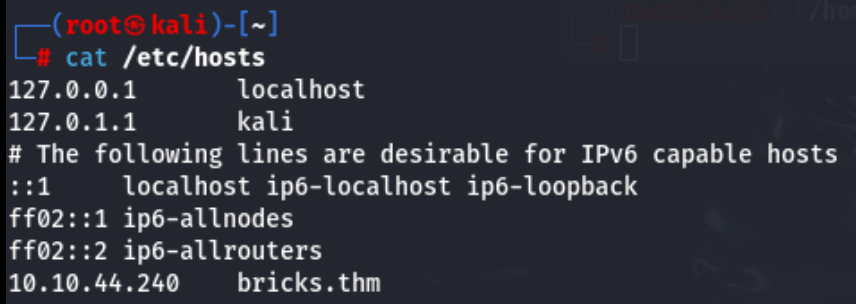 ┌──(root㉿kali)-[~]
└─# cat /etc/hosts
127.0.0.1       localhost
127.0.1.1       kali
# The following lines are desirable for IPv6 capable hosts
::1     localhost ip6-localhost ip6-loopback
ff02::1 ip6-allnodes
ff02::2 ip6-allrouters
10.10.44.240    bricks.thm